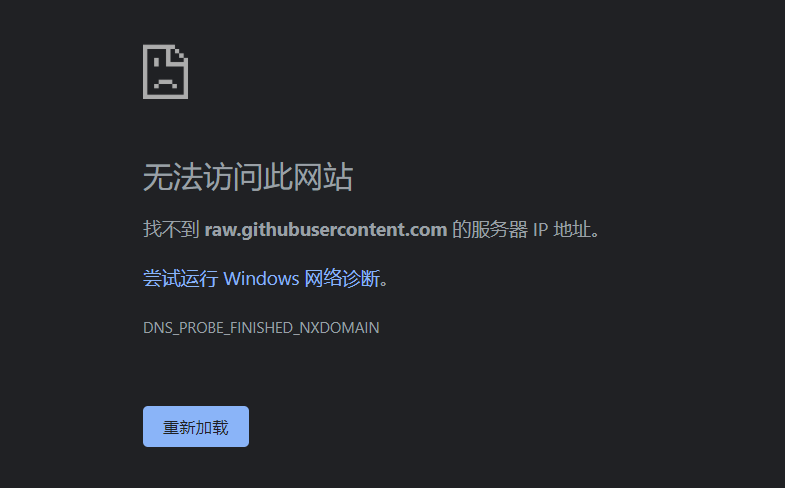 无法访问此网站
找不到 raw.githubusercontent.com 的服务器 IP 地址。
尝试运行 Windows 网络诊断。
DNS_PROBE_FINISHED_NXDOMAIN
重新加载